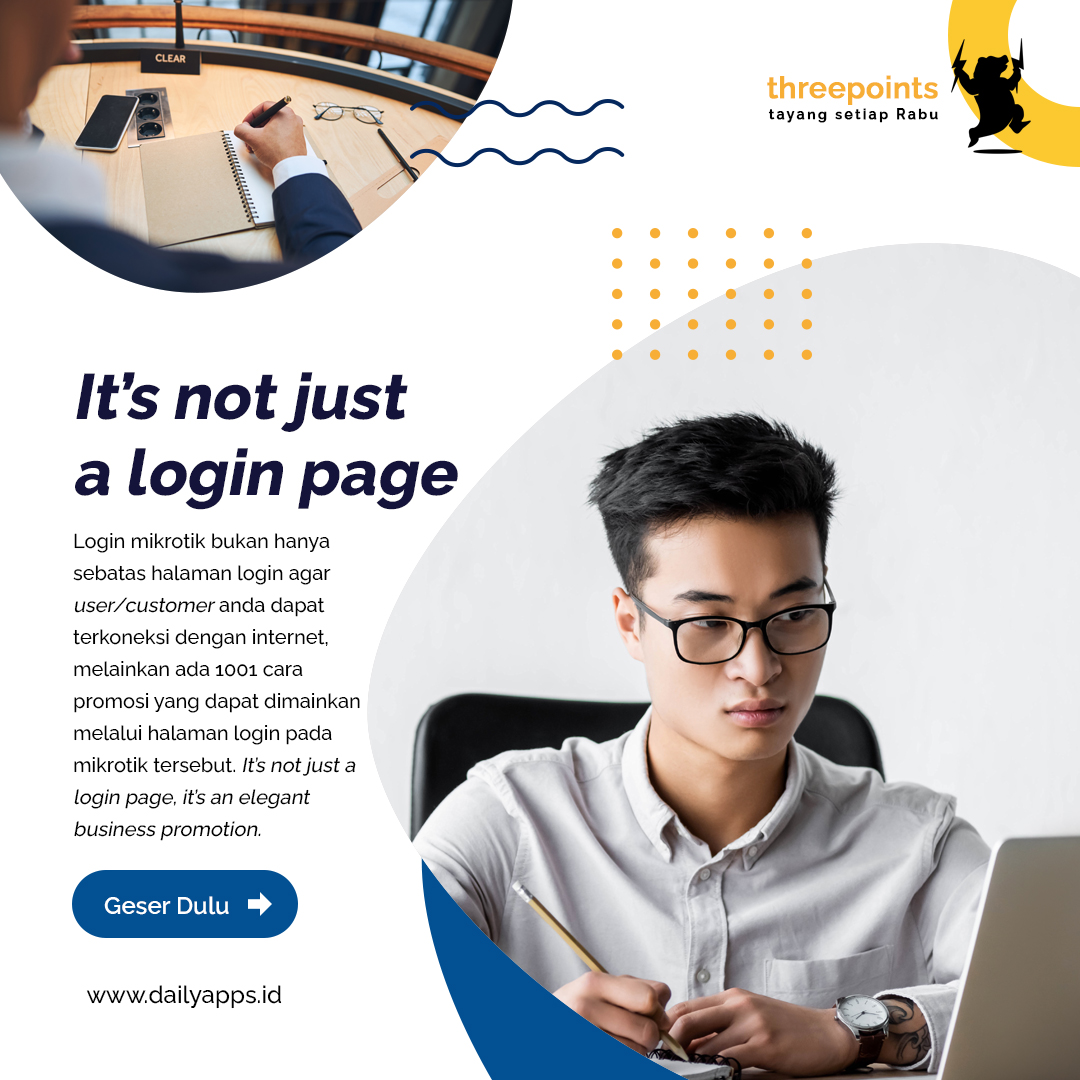 CLEAR
threepoints
tayang setiap Rabu
It's not just
a login page
Login mikrotik bukan hanya
sebatas halaman login agar
user/customer anda dapat
terkoneksi dengan internet,
melainkan ada 1001 cara
promosi yang dapat dimainkan
melalui halaman login pada
mikrotik tersebut. It's not just a
login page, it's an elegant
business promotion.
Geser Dulu
www.dailyapps.id